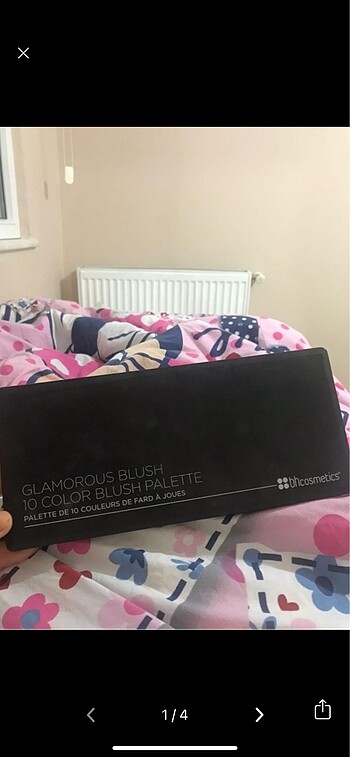 GLAMOROUS BLUSH
10 COLOR BLUSH PALETTE
PALETTE DE 10 COULEURS DE FARD À JOUES
bhcosmetics
1 / 4